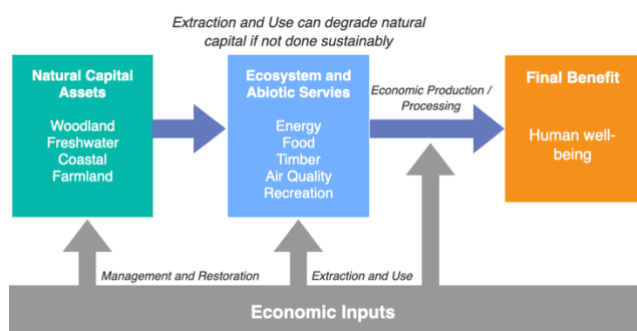 Extraction and Use can degrade natural
capital if not done sustainably
Natural Capital
Assets
Woodland
Freshwater
Coastal
Farmland
Ecosystem and
Abiotic Servies
Energy
Food
Timber
Air Quality
Recreation
Economic Production /
Processing
Final Benefit
Human well-
being
Management and Restoration
Extraction and Use
Economic Inputs